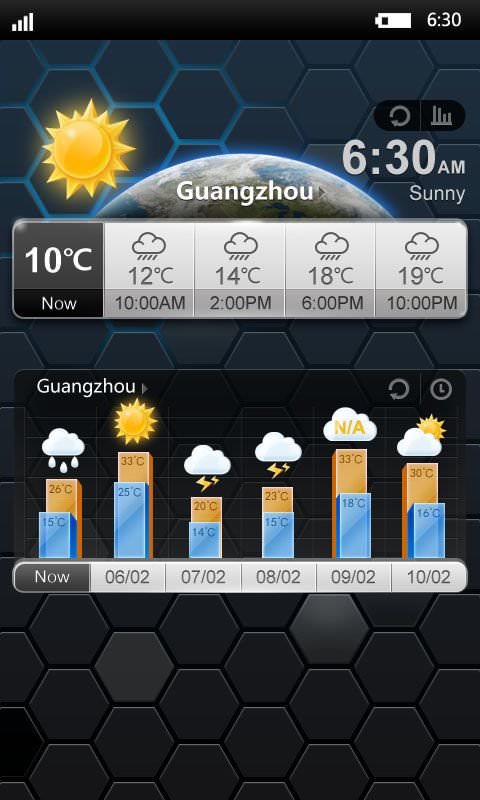 6:30
6:30AM
Guangzhou
Sunny
10℃ 12℃ 14℃ 18℃ 19℃
Now 10:00AM 2:00PM 6:00PM 10:00PM
Guangzhou
N/A
26℃ 33℃ 20℃ 23℃ 33℃ 30℃
15℃ 25℃ 14℃ 15℃ 18℃ 16℃
Now 06/02 07/02 08/02 09/02 10/02